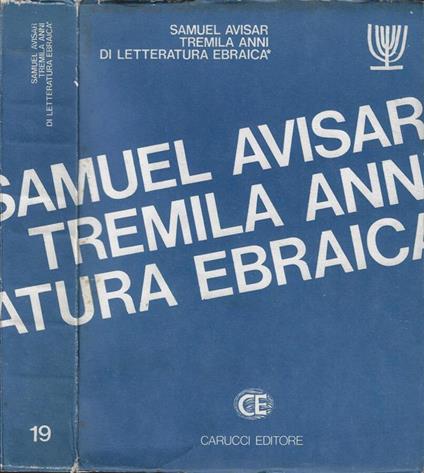 SAMUEL AVISAR
TREMILA ANNI
DI LETTERATURA EBRAICA*
19
SAMUEL AVISAR
TREMILA ANNI
DI LETTERATURA EBRAICA*
SAMUEL AVISAR
TREMILA ANN
ATURA EBRAICA
CE
CARUCCI EDITORE